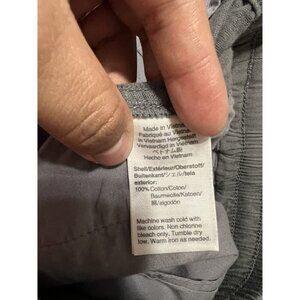 Made in Vietnam
Fabriqué au Vietnam
In Vietnam Hergestellt
Vervaardigd in Vietnam
ベトナム製
Hecho en Vietnam
Shell/Extérieur/Oberstoff/
Buitenkant/シェル/tela
exterior:
100% Cotton/Coton/
Baumwolle/Katoen/
綿/algodón
Machine wash cold with
like colors. Non chlorine
bleach only. Tumble dry
low. Warm iron as needed.